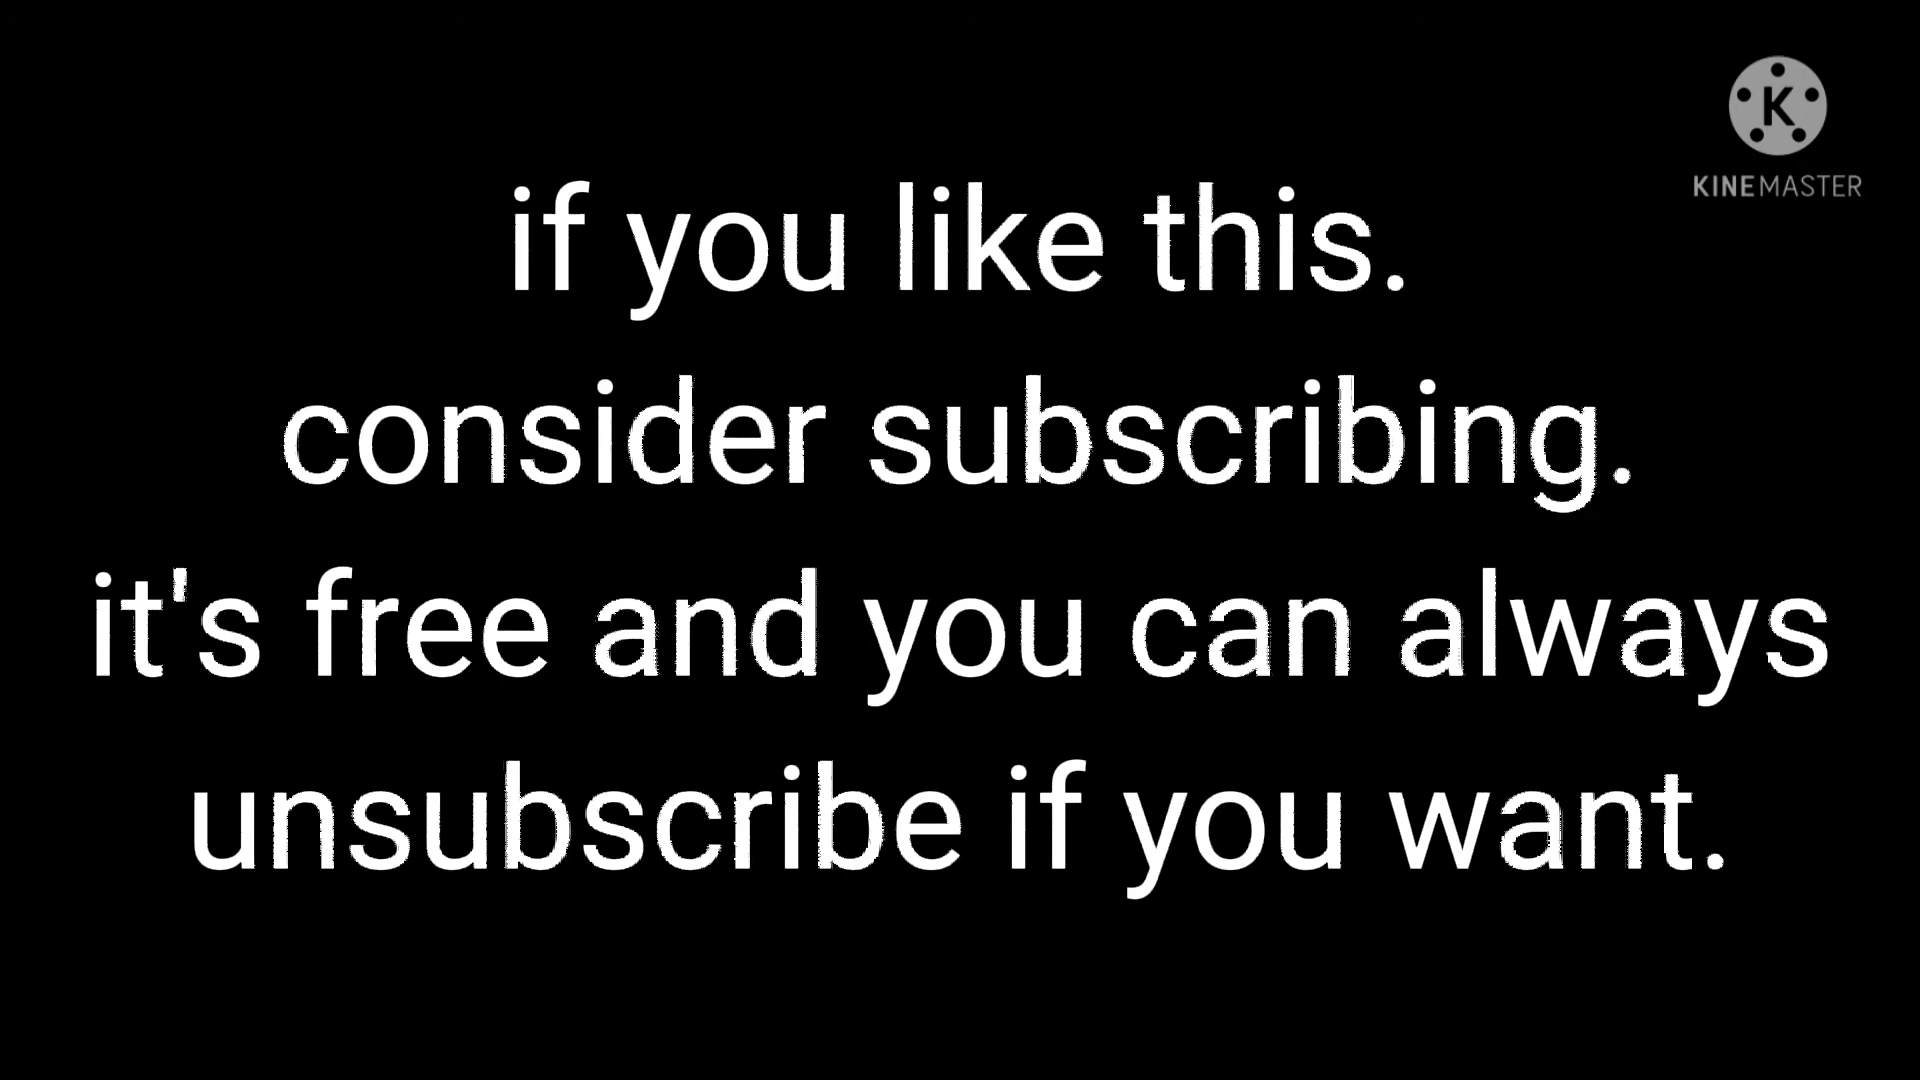 K
KINEMASTER
if you like this.
consider subscribing.
it's free and you can always
unsubscribe if you want.